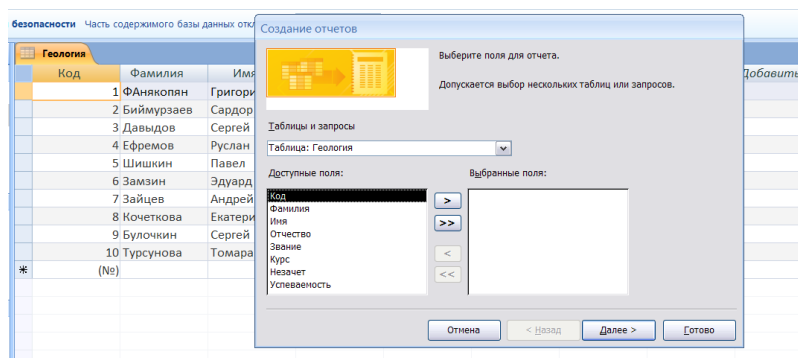 безопасности Часть содержимого базы данных откл
Создание отчетов
Геология
Код Фамилия Имя Добавить
1 ФАнякопян Григори
2 Биймурзаев Сардор
3 Давыдов Сергей
4 Ефремов Руслан
5 Шишкин Павел
6 Замзин Эдуард
7 Зайцев Андрей
8 Кочеткова Екатери
9 Булочкин Сергей
10 Турсунова Томара
* (№)
Выберите поля для отчета.
Допускается выбор нескольких таблиц или запросов.
Таблицы и запросы
Таблица: Геология
Доступные поля: Выбранные поля:
Код
Фамилия
Имя
Отчество
Звание
Курс
Незачет
Успеваемость
>
>>
<
<<
Отмена < Назад Далее > Готово